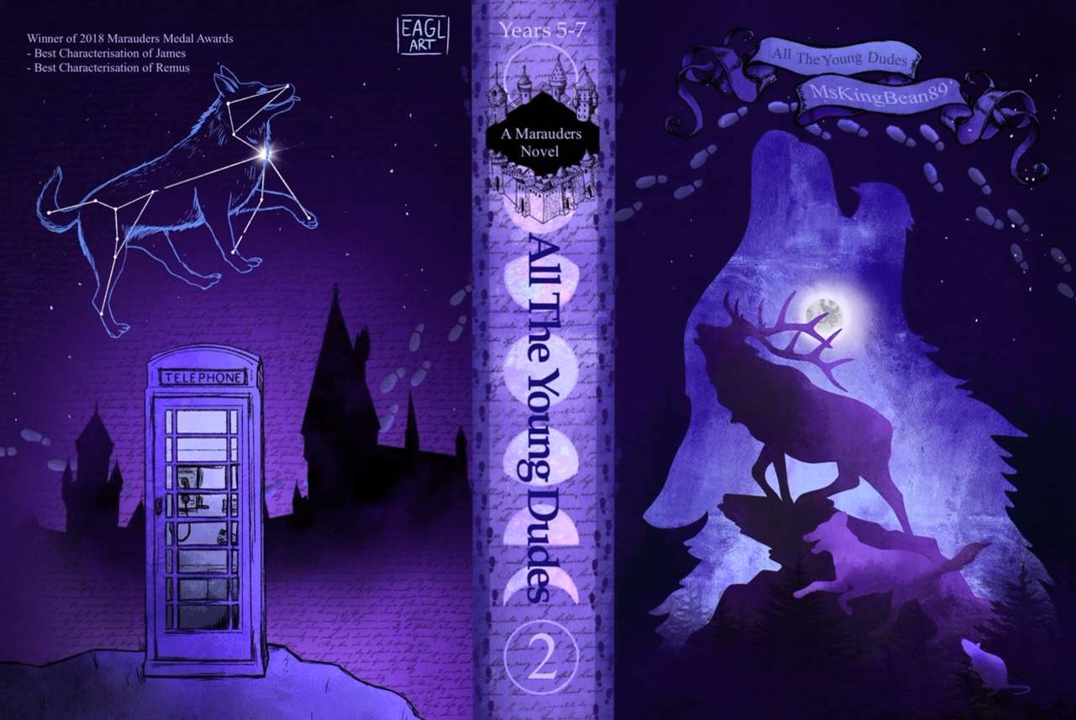 Winner of 2018 Marauders Medal Awards
- Best Characterisation of James
- Best Characterisation of Remus
EAGL
ART
TELEPHONE
Years 5-7
A Marauders
Novel
All The Young Dudes
2
All The Young Dudes
MsKingBean89